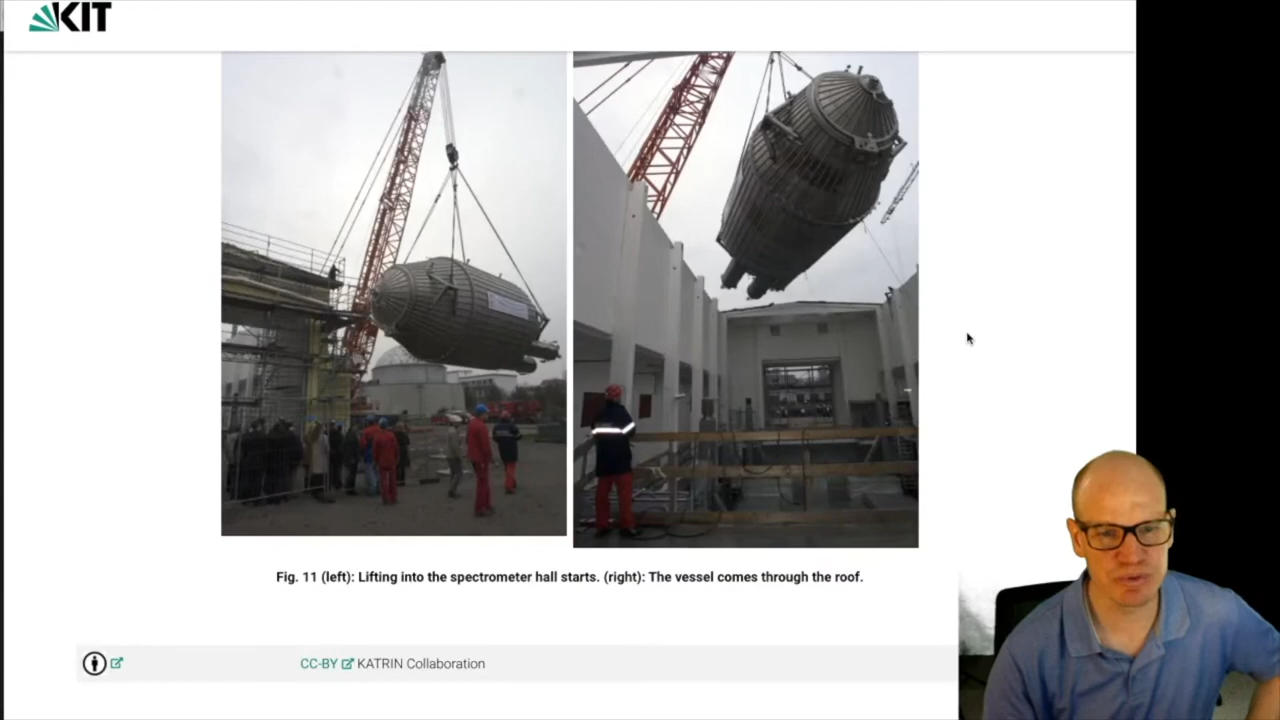 KIT
Fig. 11 (left): Lifting into the spectrometer hall starts. (right): The vessel comes through the roof.
CC-BY KATRIN Collaboration